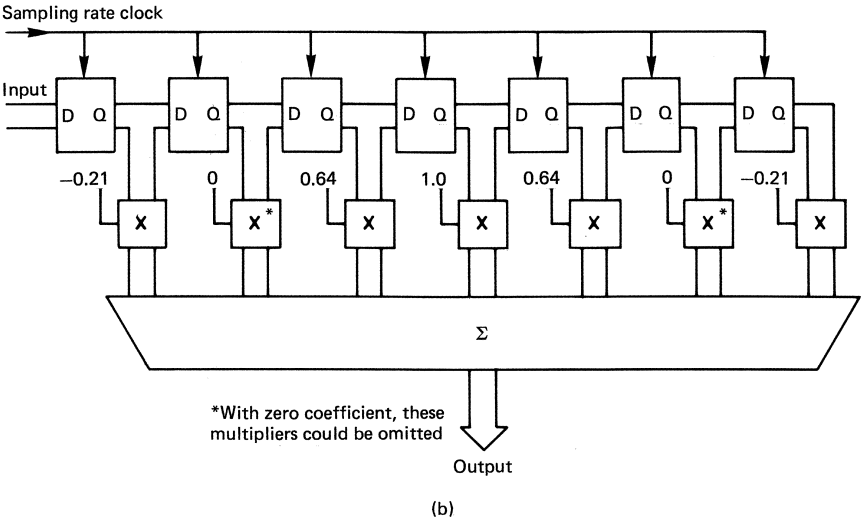 Sampling rate clock
Input
D Q D Q D Q D Q D Q D Q D Q
−0.21 0 0.64 1.0 0.64 0 −0.21
X X* X X X X* X
Σ
*With zero coefficient, these
multipliers could be omitted
Output
(b)